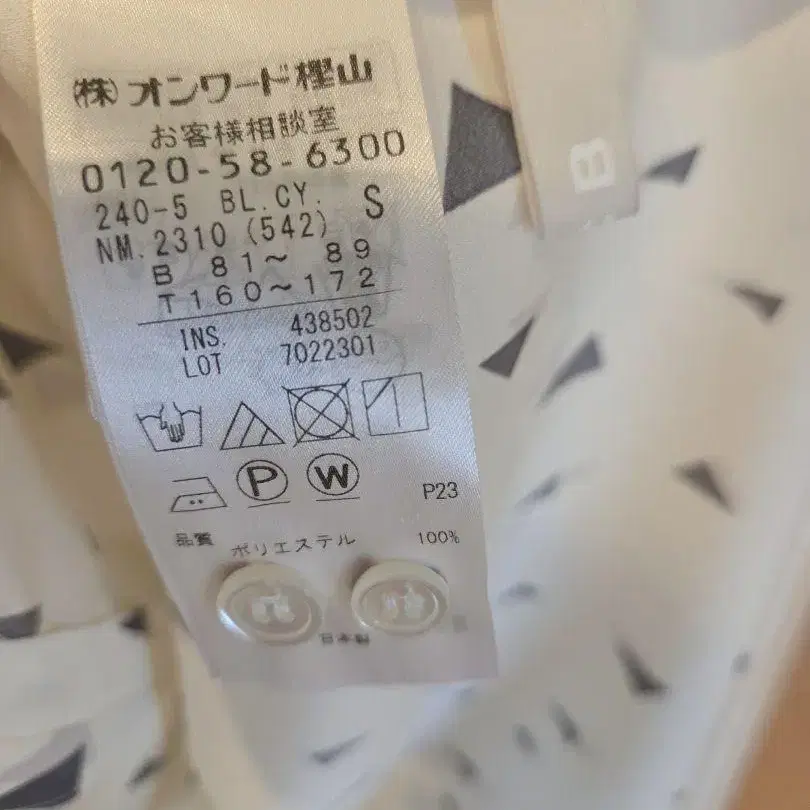 ㈱オンワード樫山
お客様相談室
0120-58-6300
240-5 BL.CY. S
NM.2310 (542)
B 81〜 89
T160〜172
INS. 438502
LOT 7022301
P W
P23
品質 ポリエステル 100%
日本製